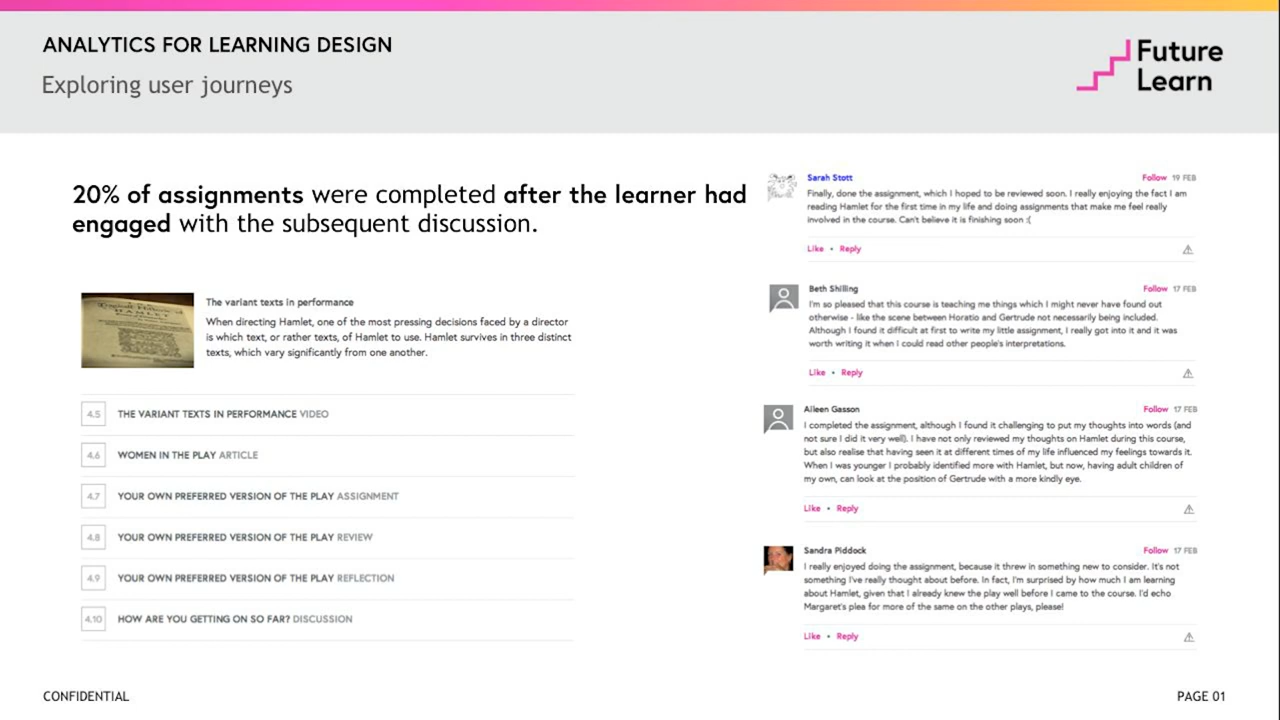 ANALYTICS FOR LEARNING DESIGN
Exploring user journeys
Future
Learn
20% of assignments were completed after the learner had
engaged with the subsequent discussion.
The variant texts in performance
When directing Hamlet, one of the most pressing decisions faced by a director
is which text, or rather texts, of Hamlet to use. Hamlet survives in three distinct
texts, which vary significantly from one another.
4.5 THE VARIANT TEXTS IN PERFORMANCE VIDEO
4.6 WOMEN IN THE PLAY ARTICLE
4.7 YOUR OWN PREFERRED VERSION OF THE PLAY ASSIGNMENT
4.8 YOUR OWN PREFERRED VERSION OF THE PLAY REVIEW
4.9 YOUR OWN PREFERRED VERSION OF THE PLAY REFLECTION
4.10 HOW ARE YOU GETTING ON SO FAR? DISCUSSION
Sarah Stott Follow 19 FEB
Finally, done the assignment, which I hoped to be reviewed soon. I really enjoying the fact I am
reading Hamlet for the first time in my life and doing assignments that make me feel really
involved in the course. Can't believe it is finishing soon :(
Like • Reply
Beth Shilling Follow 17 FEB
I'm so pleased that this course is teaching me things which I might never have found out
otherwise - like the scene between Horatio and Gertrude not necessarily being included.
Although I found it difficult at first to write my little assignment, I really got into it and it was
worth writing it when I could read other people's interpretations.
Like • Reply
Aileen Gasson Follow 17 FEB
I completed the assignment, although I found it challenging to put my thoughts into words (and
not sure I did it very well). I have not only reviewed my thoughts on Hamlet during this course,
but also realise that having seen it at different times of my life influenced my feelings towards it.
When I was younger I probably identified more with Hamlet, but now, having adult children of
my own, can look at the position of Gertrude with a more kindly eye.
Like • Reply
Sandra Piddock Follow 17 FEB
I really enjoyed doing the assignment, because it threw in something new to consider. It's not
something I've really thought about before. In fact, I'm surprised by how much I am learning
about Hamlet, given that I already knew the play well before I came to the course. I'd echo
Margaret's plea for more of the same on the other plays, please!
Like • Reply
CONFIDENTIAL
PAGE 01